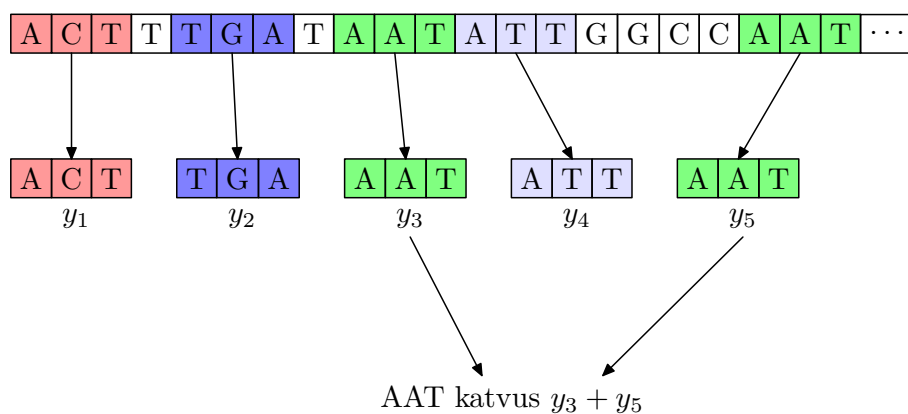 A C T T T G A T A A T A T T G G C C A A T ⋯
A C T T G A A A T A T T A A T
y₁ y₂ y₃ y₄ y₅
AAT katvus y₃ + y₅